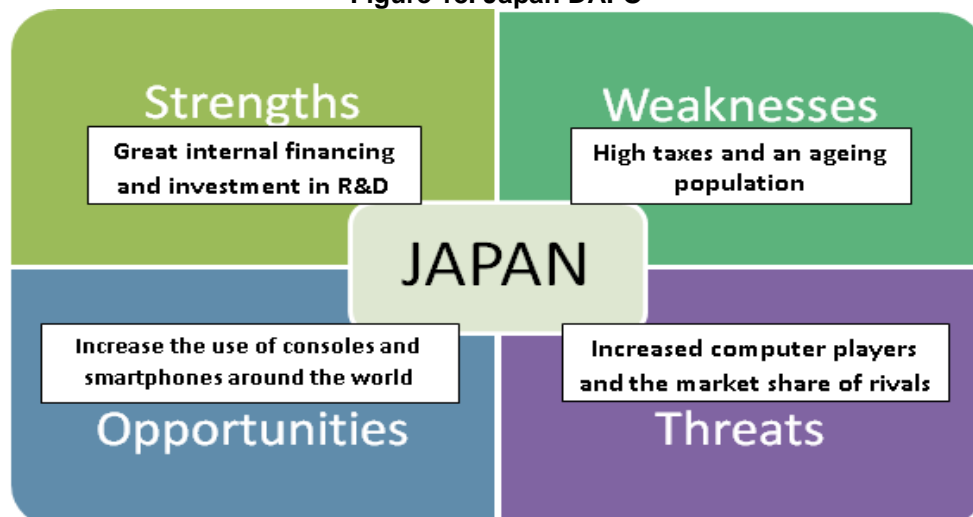 Figure Japan DAFO
Strengths
Great internal financing
and investment in R&D
Weaknesses
High taxes and an ageing
population
JAPAN
Increase the use of consoles and
smartphones around the world
Opportunities
Increased computer players
and the market share of rivals
Threats